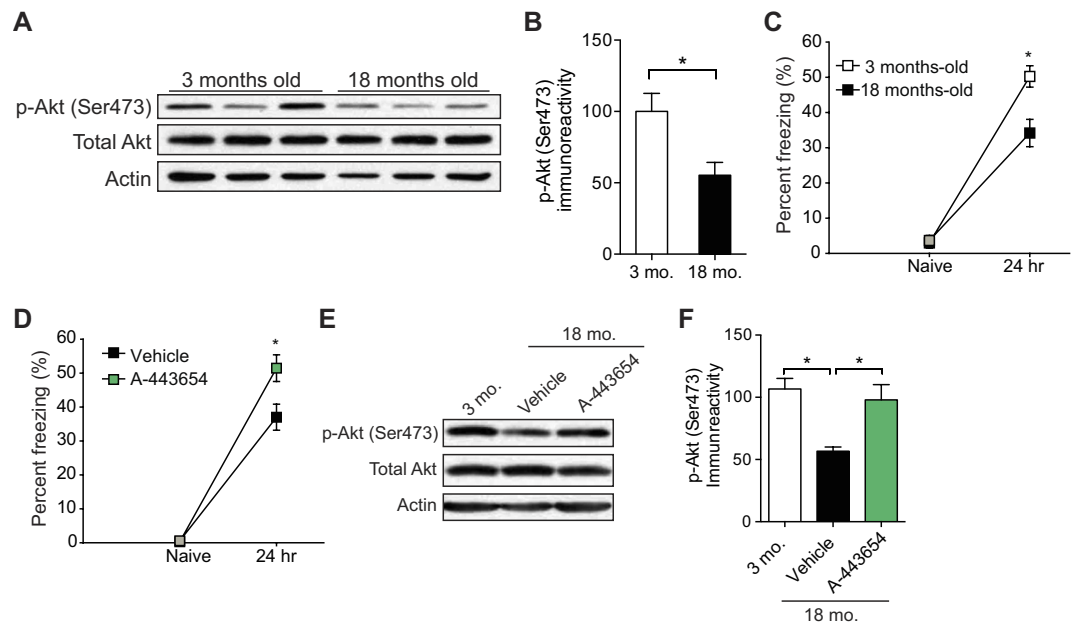 A
3 months old 18 months old
p-Akt (Ser473)
Total Akt
Actin
B
p-Akt (Ser473)
immunoreactivity
150
100
50
0
*
3 mo. 18 mo.
C
Percent freezing (%)
60
50
40
30
20
10
0
3 months-old
18 months-old
*
Naive 24 hr
D
Percent freezing (%)
60
50
40
30
20
10
0
Vehicle
A-443654
*
Naive 24 hr
E
18 mo.
3 mo. Vehicle A-443654
p-Akt (Ser473)
Total Akt
Actin
F
p-Akt (Ser473)
Immunreactivity
150
100
50
0
* *
3 mo. Vehicle A-443654
18 mo.